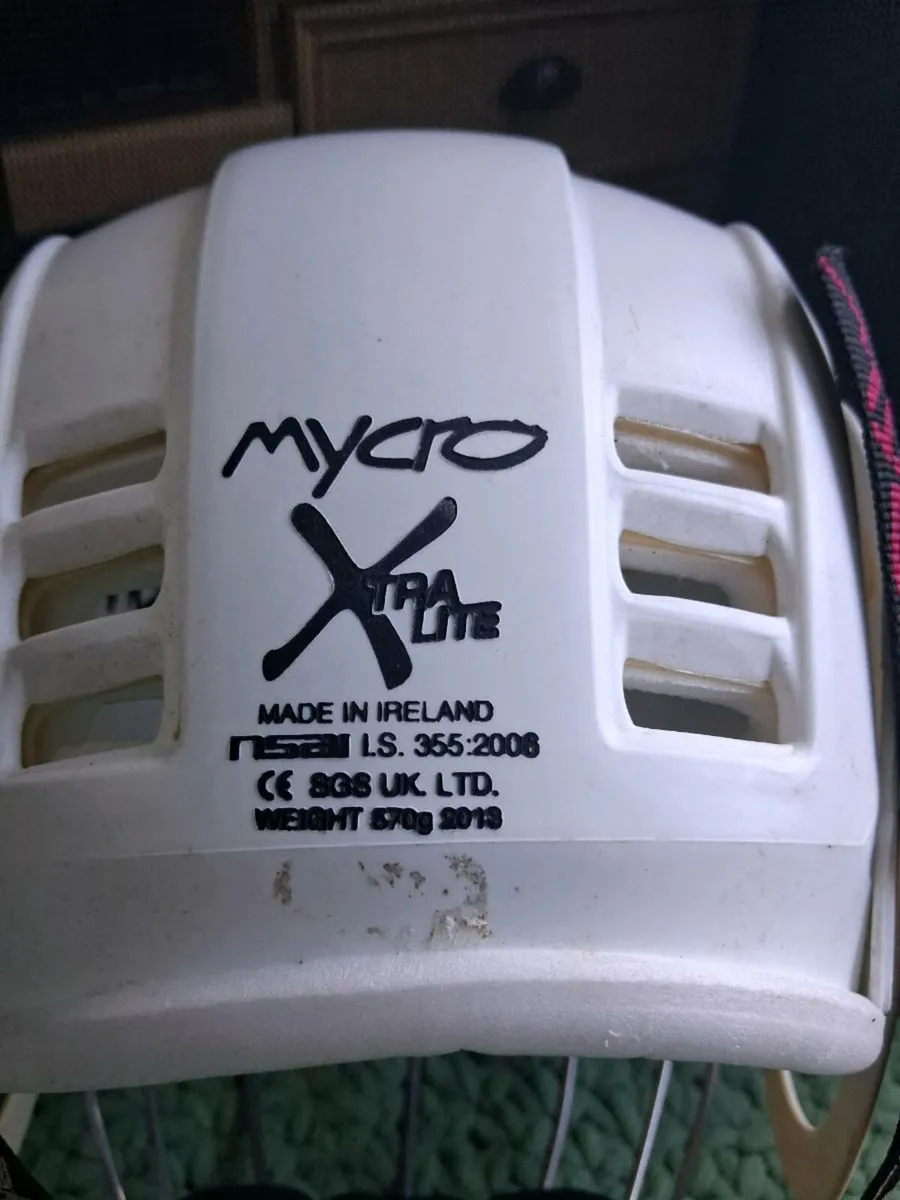 mycro
XTRA
LITE
MADE IN IRELAND
nsai I.S. 355:2006
CE SGS UK. LTD.
WEIGHT 570g 2013